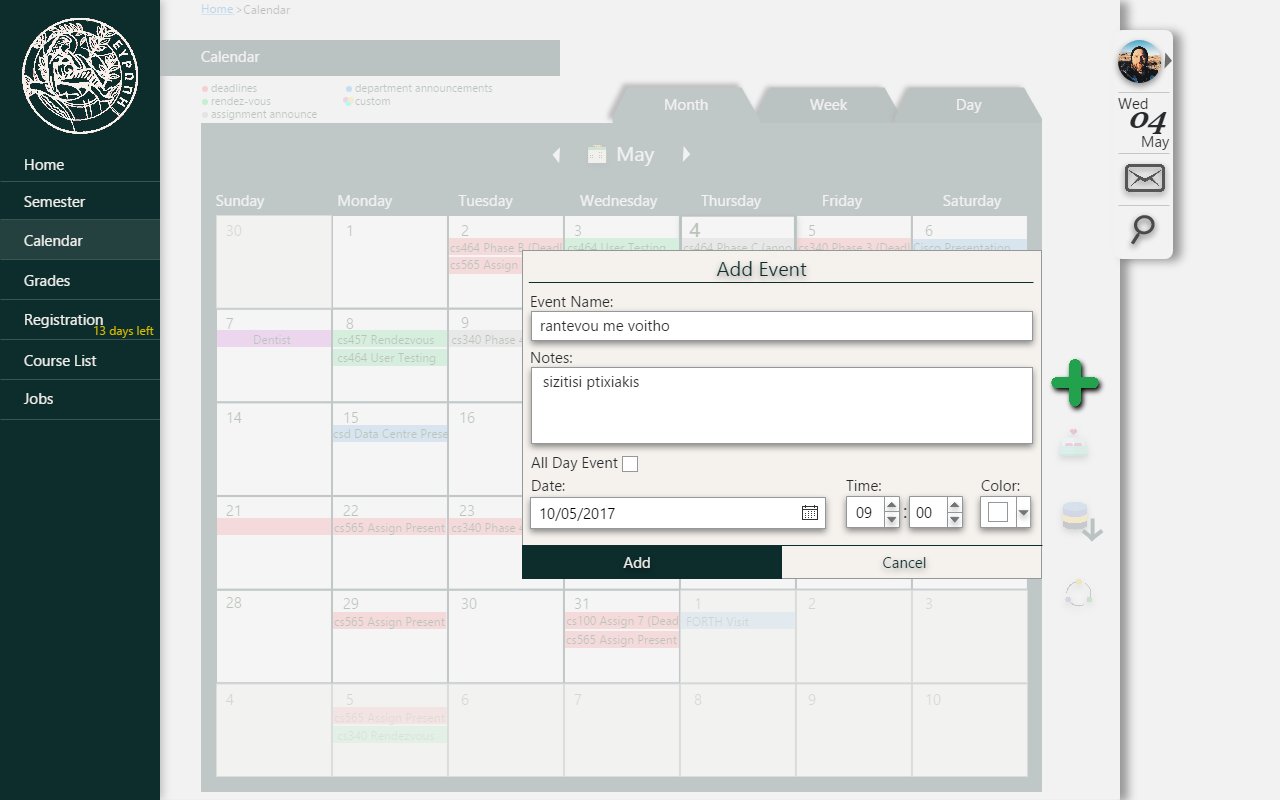 ΕΥΡΩΠΗ
Home
Semester
Calendar
Grades
Registration
13 days left
Course List
Jobs
Home >Calendar
Calendar
deadlines
department announcements
rendez-vous
custom
assignment announce
Month Week Day
May
Sunday Monday Tuesday Wednesday Thursday Friday Saturday
30 1 2 3 4 5 6
cs464 Phase B (Deadl cs464 User Testing cs464 Phase C (anno cs340 Phase 3 (Deadl Cisco Presentation
cs565 Assign
7 8 9
Dentist cs457 Rendezvous cs340 Phase 4
cs464 User Testing
14 15 16
csd Data Centre Prese
21 22 23
cs565 Assign Present cs340 Phase 4
28 29 30 31 1 2 3
cs565 Assign Present cs100 Assign 7 (Dead FORTH Visit
cs565 Assign Present
4 5 6 7 8 9 10
cs565 Assign Present
cs340 Rendezvous
Add Event
Event Name:
rantevou me voitho
Notes:
sizitisi ptixiakis
All Day Event
Date: Time: Color:
10/05/2017 09 : 00
Add Cancel
Wed
04
May